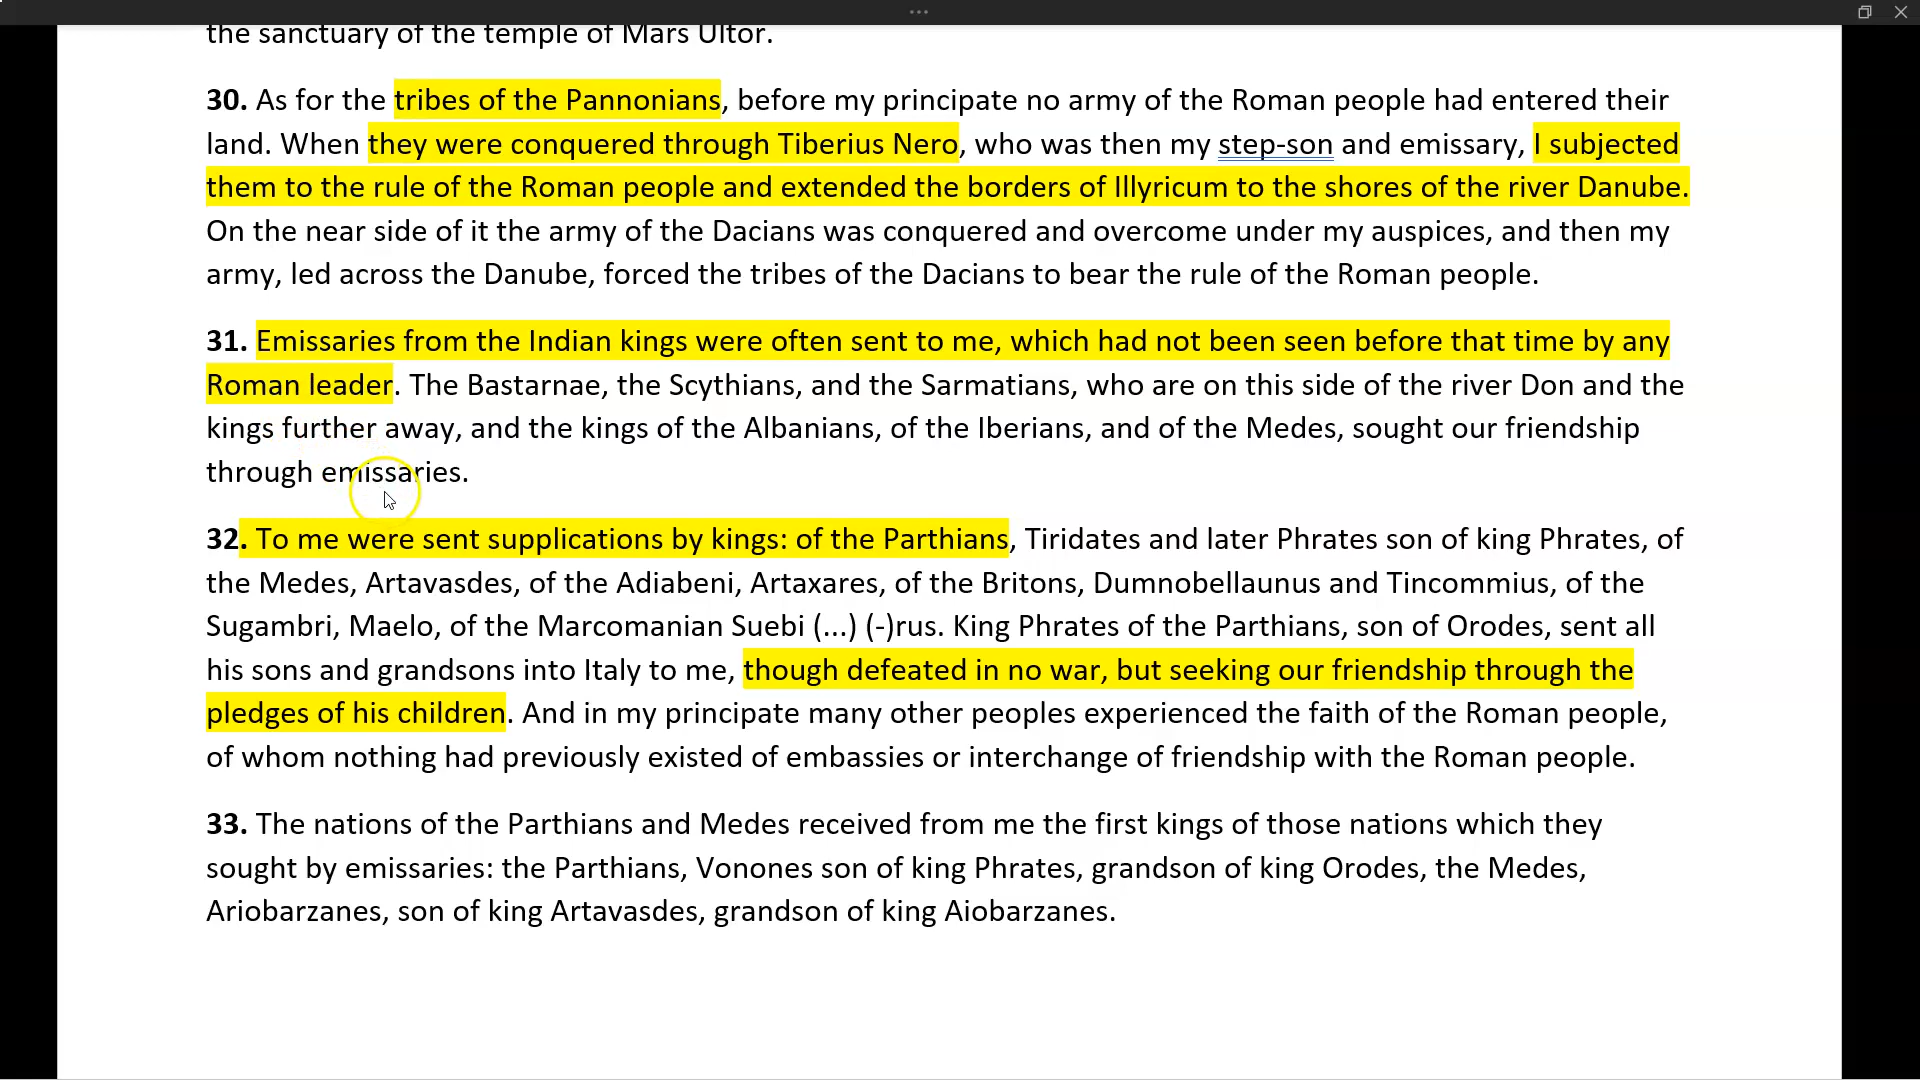 the sanctuary of the temple of Mars Ultor.
30. As for the tribes of the Pannonians, before my principate no army of the Roman people had entered their
land. When they were conquered through Tiberius Nero, who was then my step-son and emissary, I subjected
them to the rule of the Roman people and extended the borders of Illyricum to the shores of the river Danube.
On the near side of it the army of the Dacians was conquered and overcome under my auspices, and then my
army, led across the Danube, forced the tribes of the Dacians to bear the rule of the Roman people.
31. Emissaries from the Indian kings were often sent to me, which had not been seen before that time by any
Roman leader. The Bastarnae, the Scythians, and the Sarmatians, who are on this side of the river Don and the
kings further away, and the kings of the Albanians, of the Iberians, and of the Medes, sought our friendship
through emissaries.
32. To me were sent supplications by kings: of the Parthians, Tiridates and later Phrates son of king Phrates, of
the Medes, Artavasdes, of the Adiabeni, Artaxares, of the Britons, Dumnobellaunus and Tincommius, of the
Sugambri, Maelo, of the Marcomanian Suebi (...) (-)rus. King Phrates of the Parthians, son of Orodes, sent all
his sons and grandsons into Italy to me, though defeated in no war, but seeking our friendship through the
pledges of his children. And in my principate many other peoples experienced the faith of the Roman people,
of whom nothing had previously existed of embassies or interchange of friendship with the Roman people.
33. The nations of the Parthians and Medes received from me the first kings of those nations which they
sought by emissaries: the Parthians, Vonones son of king Phrates, grandson of king Orodes, the Medes,
Ariobarzanes, son of king Artavasdes, grandson of king Aiobarzanes.